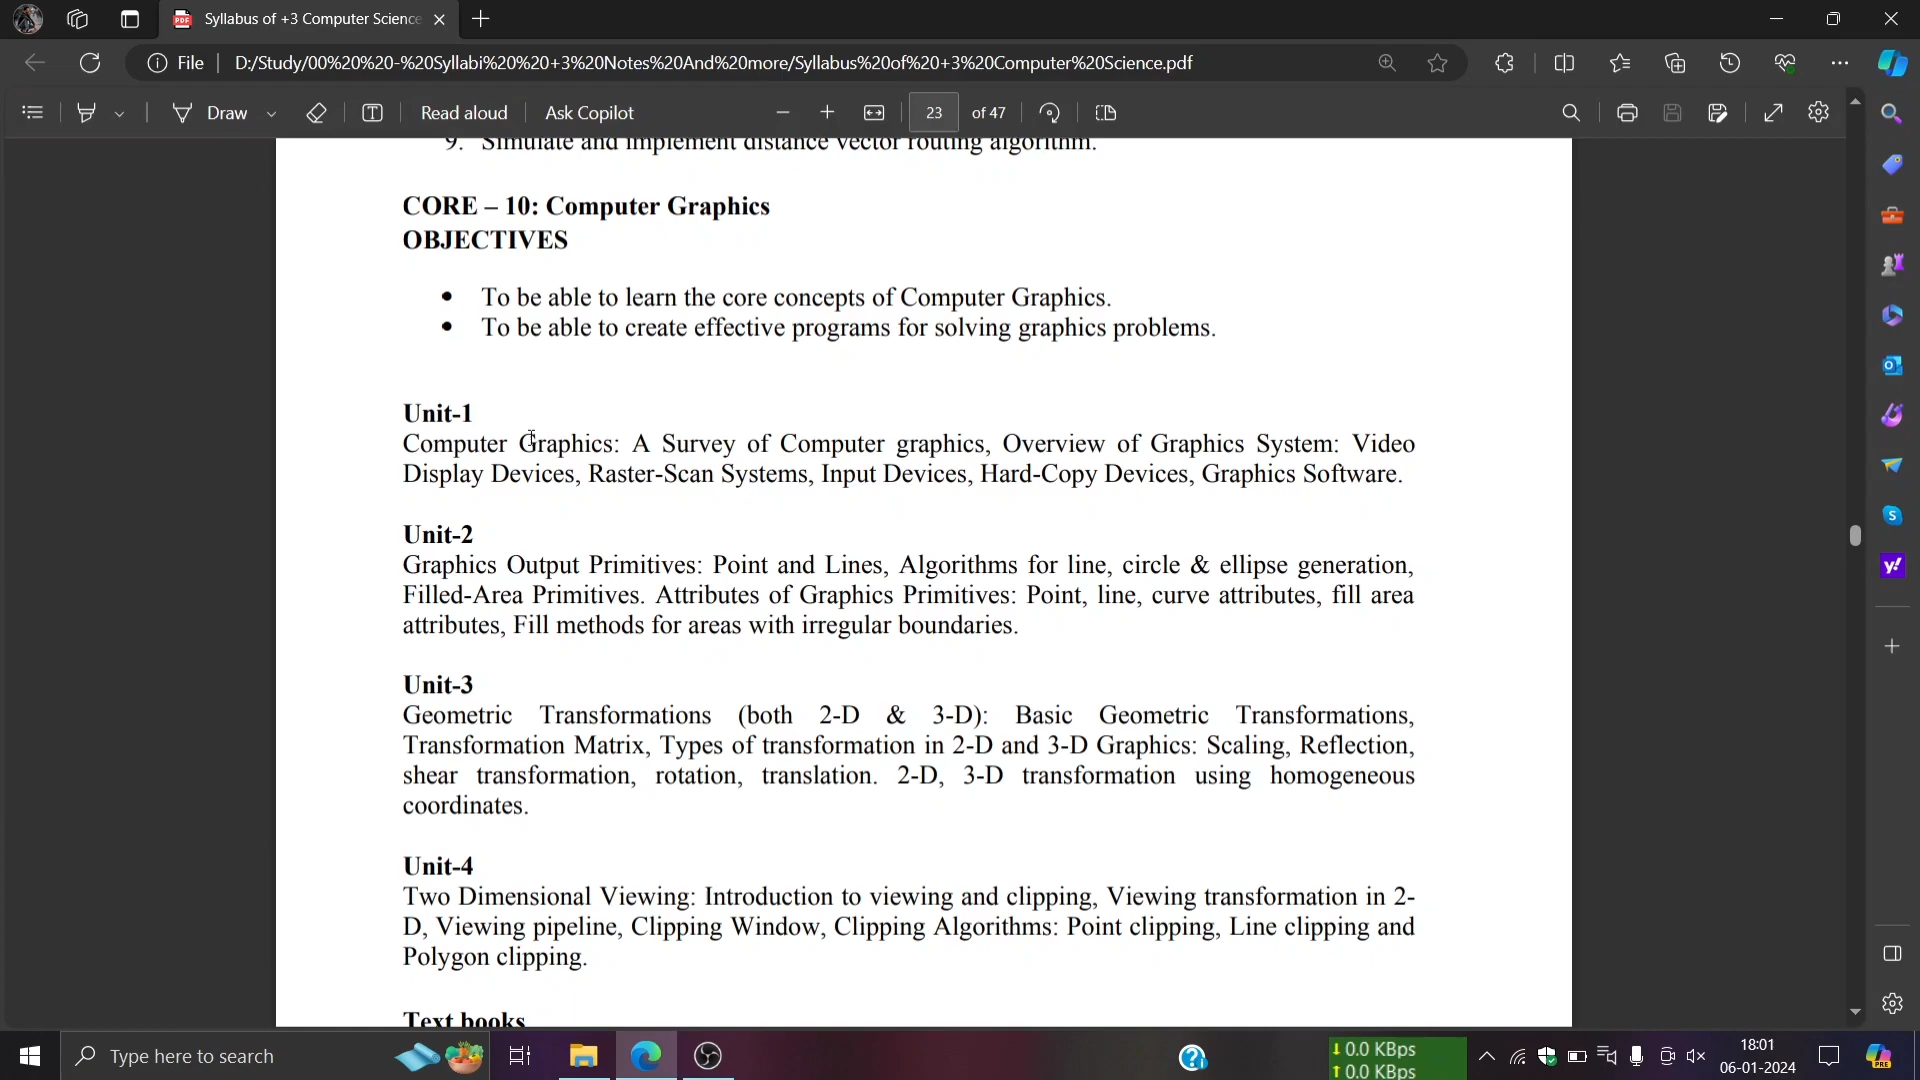 Syllabus of +3 Computer Science
File
D:/Study/00%20%20-%20Syllabi%20%20+3%20Notes%20And%20more/Syllabus%20of%20+3%20Computer%20Science.pdf
Draw
Read aloud
Ask Copilot
23 of 47
9. Simulate and implement distance vector routing algorithm.
CORE – 10: Computer Graphics
OBJECTIVES
• To be able to learn the core concepts of Computer Graphics.
• To be able to create effective programs for solving graphics problems.
Unit-1
Computer Graphics: A Survey of Computer graphics, Overview of Graphics System: Video
Display Devices, Raster-Scan Systems, Input Devices, Hard-Copy Devices, Graphics Software.
Unit-2
Graphics Output Primitives: Point and Lines, Algorithms for line, circle & ellipse generation,
Filled-Area Primitives. Attributes of Graphics Primitives: Point, line, curve attributes, fill area
attributes, Fill methods for areas with irregular boundaries.
Unit-3
Geometric Transformations (both 2-D & 3-D): Basic Geometric Transformations,
Transformation Matrix, Types of transformation in 2-D and 3-D Graphics: Scaling, Reflection,
shear transformation, rotation, translation. 2-D, 3-D transformation using homogeneous
coordinates.
Unit-4
Two Dimensional Viewing: Introduction to viewing and clipping, Viewing transformation in 2-
D, Viewing pipeline, Clipping Window, Clipping Algorithms: Point clipping, Line clipping and
Polygon clipping.
Text books
Type here to search
0.0 KBps
0.0 KBps
18:01
06-01-2024